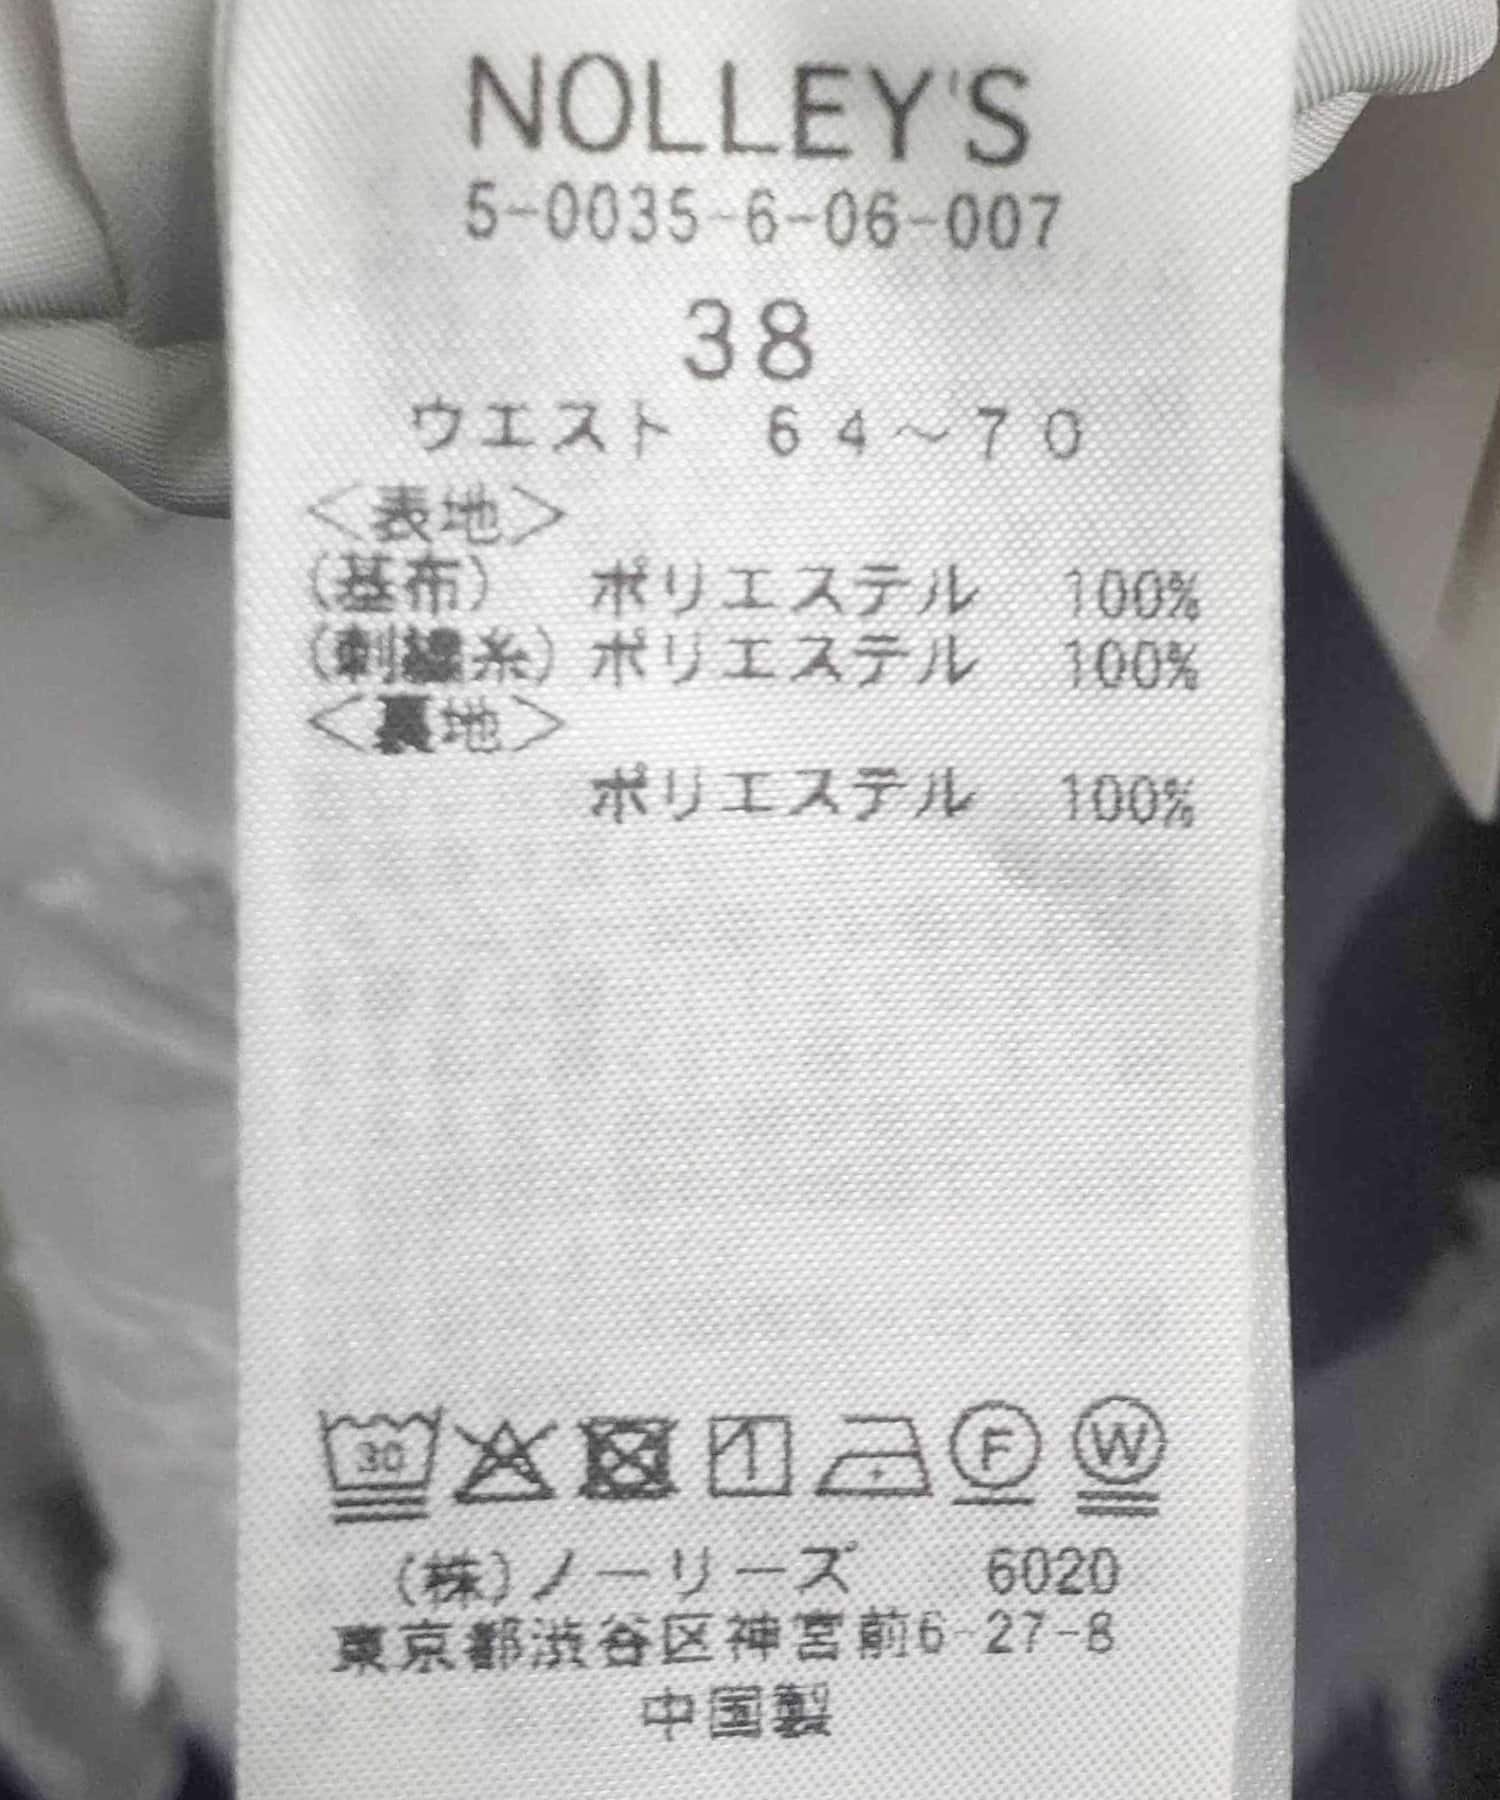 NOLLEY'S
5-0035-6-06-007
38
ウエスト 64～70
<表地>
(基布) ポリエステル 100%
(刺繍糸) ポリエステル 100%
<裏地>
ポリエステル 100%
30 F W
(株)ノーリーズ 6020
東京都渋谷区神宮前6-27-8
中国製